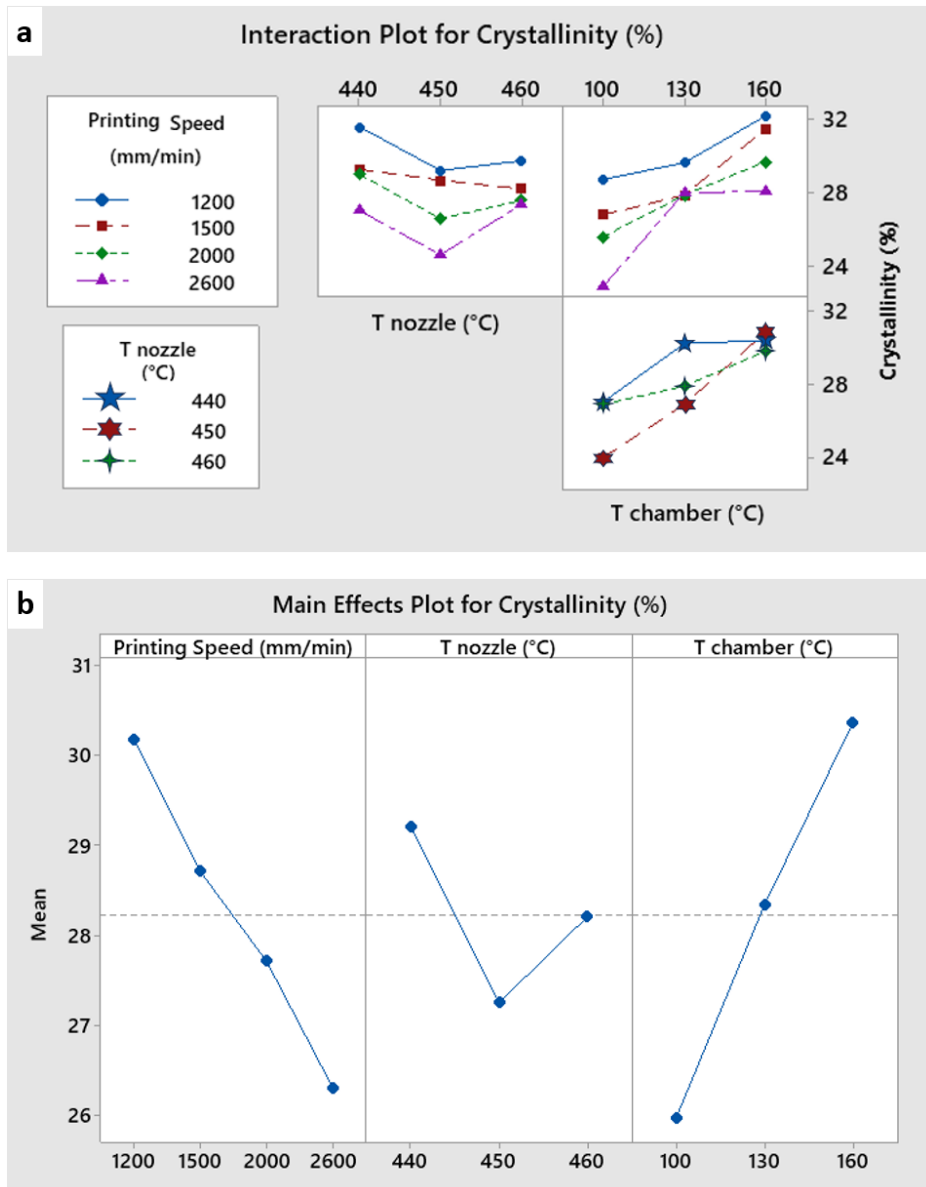 a
Interaction Plot for Crystallinity (%)
440 450 460 100 130 160
Printing Speed
(mm/min)
1200
1500
2000
2600
32
28
24
T nozzle (°C)
T nozzle
(°C)
440
450
460
32
28
24
Crystallinity (%)
T chamber (°C)
b
Main Effects Plot for Crystallinity (%)
Printing Speed (mm/min) T nozzle (°C) T chamber (°C)
31
30
29
28
27
26
Mean
1200 1500 2000 2600 440 450 460 100 130 160